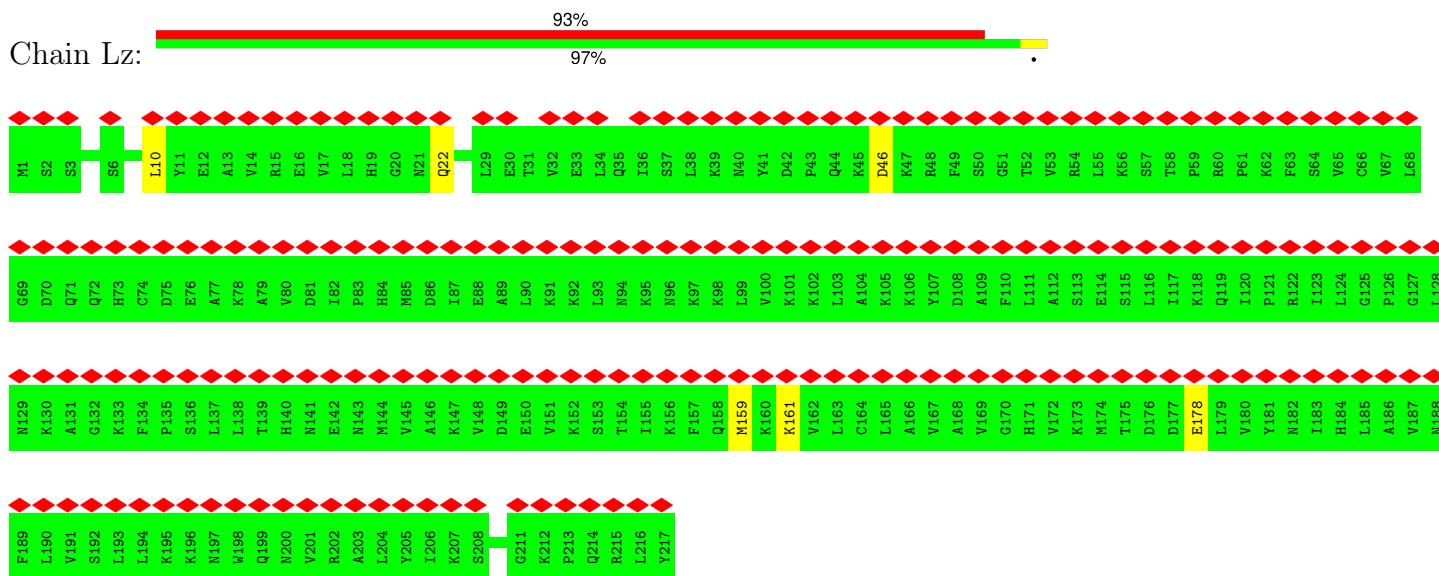 93%
Chain Lz:
97%
.
M1 S2 S3 S6 L10 Y11 E12 A13 V14 R15 E16 V17 L18 H19 G20 N21 Q22 L29 E30 T31 V32 E33 L34 Q35 I36 S37 L38 K39 N40 Y41 D42 P43 Q44 K45 D46 K47 R48 F49 S50 G51 T52 V53 R54 L55 K56 S57 T58 P59 R60 P61 K62 F63 S64 V65 C66 V67 L68
G69 D70 Q71 Q72 H73 C74 D75 E76 A77 K78 A79 V80 D81 I82 P83 H84 M85 D86 I87 E88 A89 L90 K91 K92 L93 N94 K95 N96 K97 K98 L99 V100 K101 K102 L103 A104 K105 K106 Y107 D108 A109 F110 L111 A112 S113 E114 S115 L116 I117 K118 Q119 I120 P121 R122 I123 L124 G125 P126 G127 L128
N129 K130 A131 G132 K133 F134 P135 S136 L137 L138 T139 H140 N141 E142 N143 M144 V145 A146 K147 V148 D149 E150 V151 K152 S153 T154 I155 K156 F157 Q158 M159 K160 K161 V162 L163 C164 L165 A166 V167 A168 V169 G170 H171 V172 K173 M174 T175 D176 D177 E178 L179 V180 Y181 N182 I183 H184 L185 A186 V187 N188
F189 L190 V191 S192 L193 L194 K195 K196 N197 W198 Q199 N200 V201 R202 A203 L204 Y205 I206 K207 S208 G211 K212 P213 Q214 R215 L216 Y217